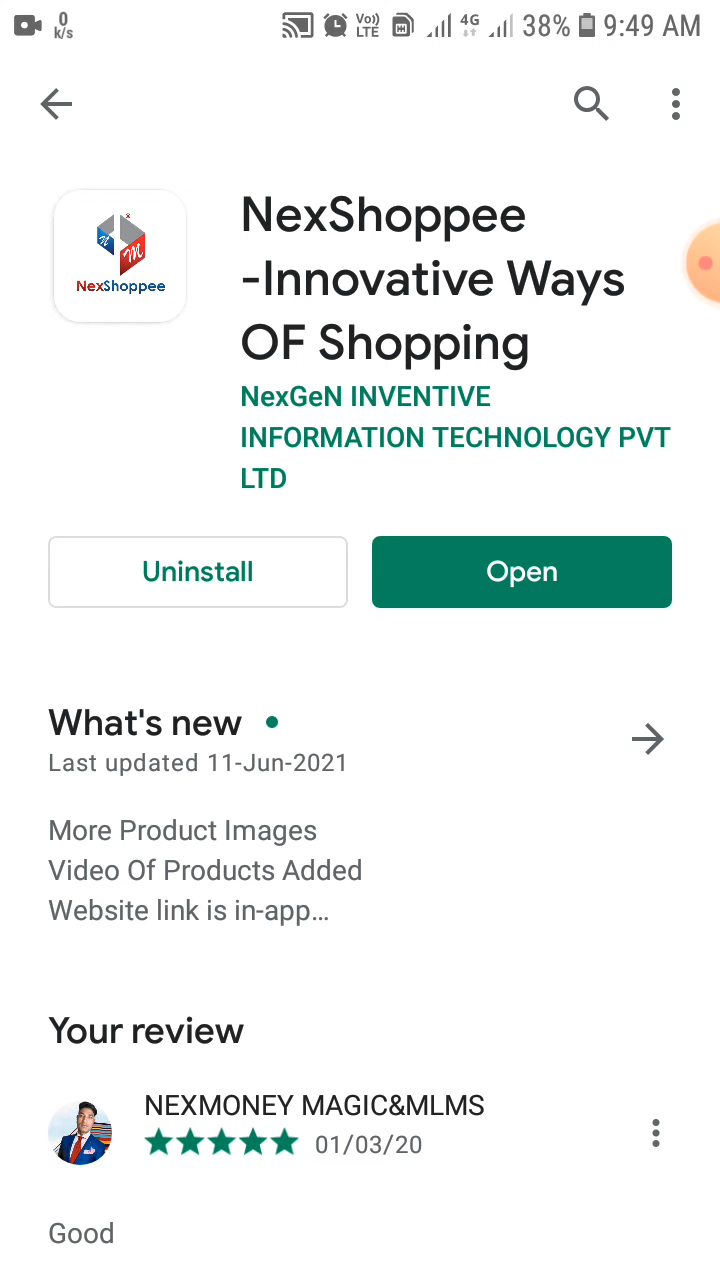 0
k/s
Vo))
LTE
4G
38%
9:49 AM
n
m
NexShoppee
NexShoppee
-Innovative Ways
OF Shopping
NexGeN INVENTIVE
INFORMATION TECHNOLOGY PVT
LTD
Uninstall
Open
What's new
Last updated 11-Jun-2021
More Product Images
Video Of Products Added
Website link is in-app…
Your review
NEXMONEY MAGIC&MLMS
01/03/20
Good